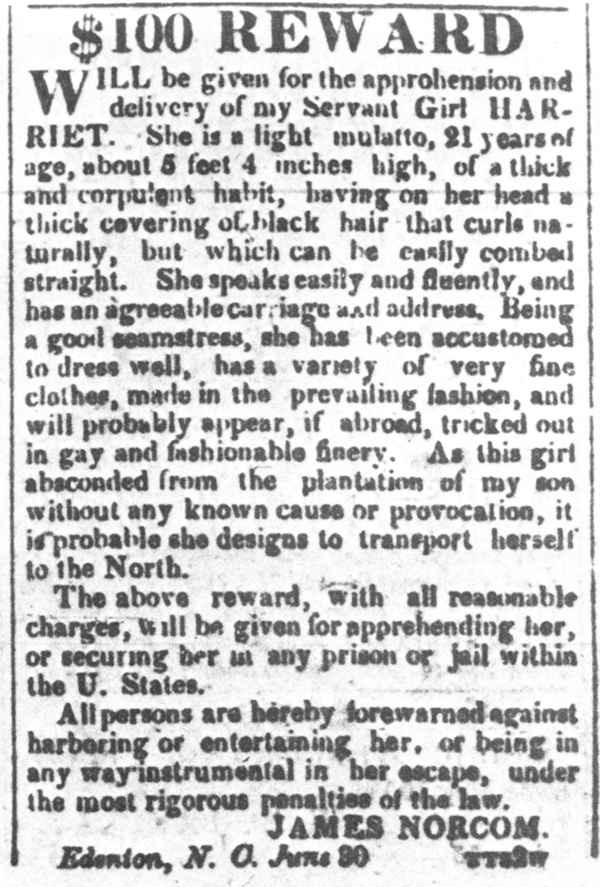 $100 REWARD
WILL be given for the approhension and
delivery of my Servant Girl HAR-
RIET. She is a light mulatto, 21 years of
age, about 5 feet 4 inches high, of a thick
and corpulent habit, having on her head a
thick covering of black hair that curls na-
turally, but which can be easily combed
straight. She speaks easily and fluently, and
has an agreeable carriage and address. Being
a good seamstress, she has been accustomed
to dress well, has a variety of very fine
clothes, made in the prevailing fashion, and
will probably appear, if abroad, tricked out
in gay and fashionable finery. As this girl
absconded from the plantation of my son
without any known cause or provocation, it
is probable she designs to transport herself
to the North.
The above reward, with all reasonable
charges, will be given for apprehending her,
or securing her in any prison or jail within
the U. States.
All persons are hereby forewarned against
harboring or entertaining her, or being in
any way instrumental in her escape, under
the most rigorous penalties of the law.
JAMES NORCOM.
Edenton, N. C. June 30